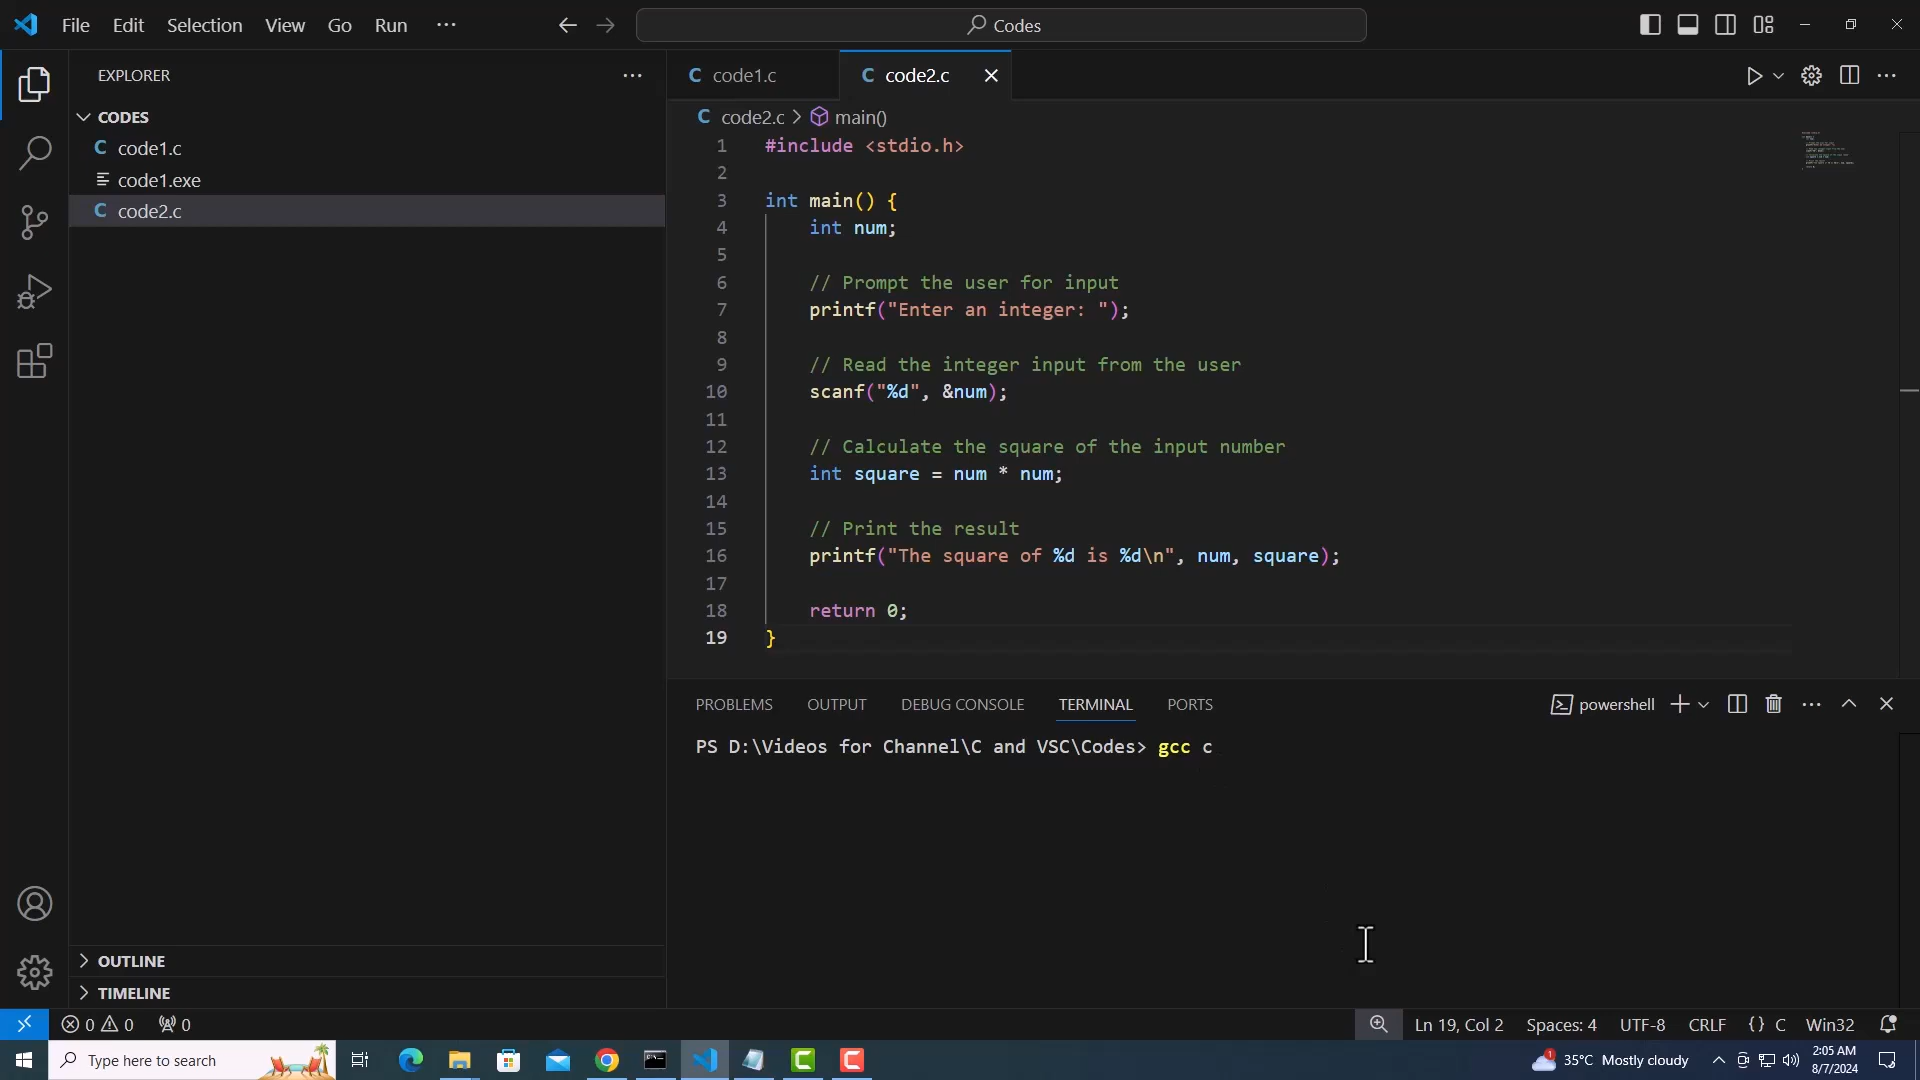 File Edit Selection View Go Run ···
Codes
EXPLORER
CODES
code1.c
code1.exe
code2.c
OUTLINE
TIMELINE
C code1.c
C code2.c
C code2.c > main()
1 #include <stdio.h>
2
3 int main() {
4 int num;
5
6 // Prompt the user for input
7 printf("Enter an integer: ");
8
9 // Read the integer input from the user
10 scanf("%d", &num);
11
12 // Calculate the square of the input number
13 int square = num * num;
14
15 // Print the result
16 printf("The square of %d is %d\n", num, square);
17
18 return 0;
19 }
PROBLEMS OUTPUT DEBUG CONSOLE TERMINAL PORTS
powershell
PS D:\Videos for Channel\C and VSC\Codes> gcc c
0 0 0
Ln 19, Col 2 Spaces: 4 UTF-8 CRLF {} C Win32
Type here to search
1 35°C Mostly cloudy
2:05 AM
8/7/2024